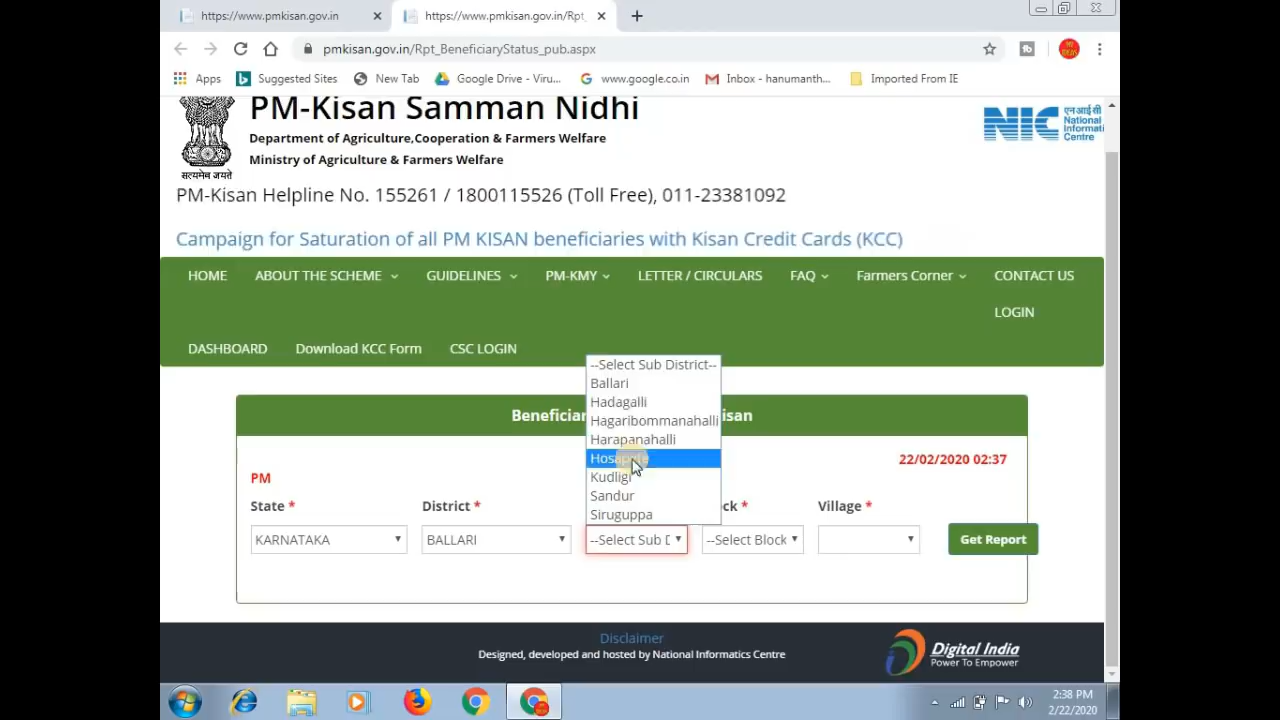 https://www.pmkisan.gov.in
https://www.pmkisan.gov.in/Rpt_
pmkisan.gov.in/Rpt_BeneficiaryStatus_pub.aspx
Apps
Suggested Sites
New Tab
Google Drive - Viru...
www.google.co.in
Inbox - hanumanth...
Imported From IE
PM-Kisan Samman Nidhi
Department of Agriculture,Cooperation & Farmers Welfare
Ministry of Agriculture & Farmers Welfare
सत्यमेव जयते
NIC
एन आई सी
National
Informati
Centre
PM-Kisan Helpline No. 155261 / 1800115526 (Toll Free), 011-23381092
Campaign for Saturation of all PM KISAN beneficiaries with Kisan Credit Cards (KCC)
HOME ABOUT THE SCHEME GUIDELINES PM-KMY LETTER / CIRCULARS FAQ Farmers Corner CONTACT US
LOGIN
DASHBOARD Download KCC Form CSC LOGIN
--Select Sub District--
Ballari
Hadagalli
Hagaribommanahalli
Harapanahalli
Hosapete
Kudligi
Sandur
Siruguppa
Beneficiar
isan
22/02/2020 02:37
PM
State * District * ck * Village *
KARNATAKA BALLARI --Select Sub D --Select Block Get Report
Disclaimer
Designed, developed and hosted by National Informatics Centre
Digital India
Power To Empower
2:38 PM
2/22/2020